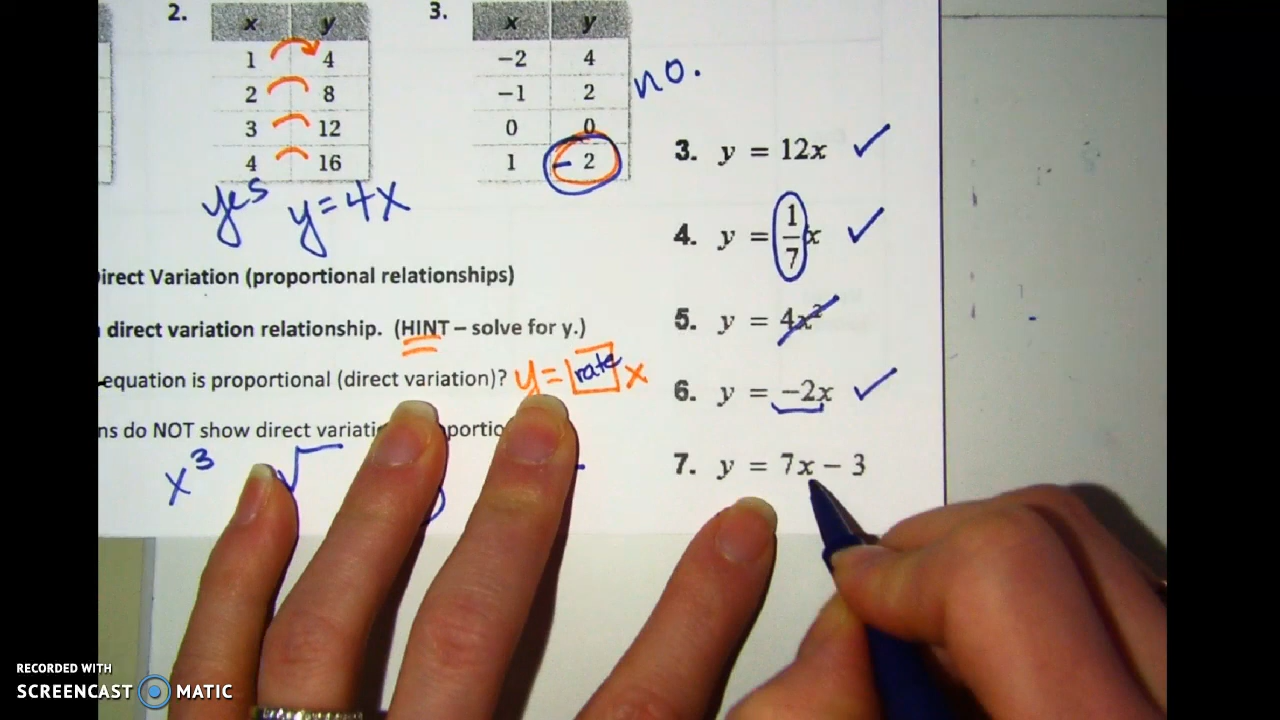 2.
x y
1 4
2 8
3 12
4 16
yes y=4x
3.
x y
−2 4
−1 2
0 0
1 −2
no.
Direct Variation (proportional relationships)
direct variation relationship. (HINT – solve for y.)
equation is proportional (direct variation)? y= rate x
ns do NOT show direct
x³ √
3. y = 12x ✓
4. y = 1/7 x ✓
5. y = 4x²
6. y = −2x ✓
7. y = 7x − 3
RECORDED WITH
SCREENCAST MATIC